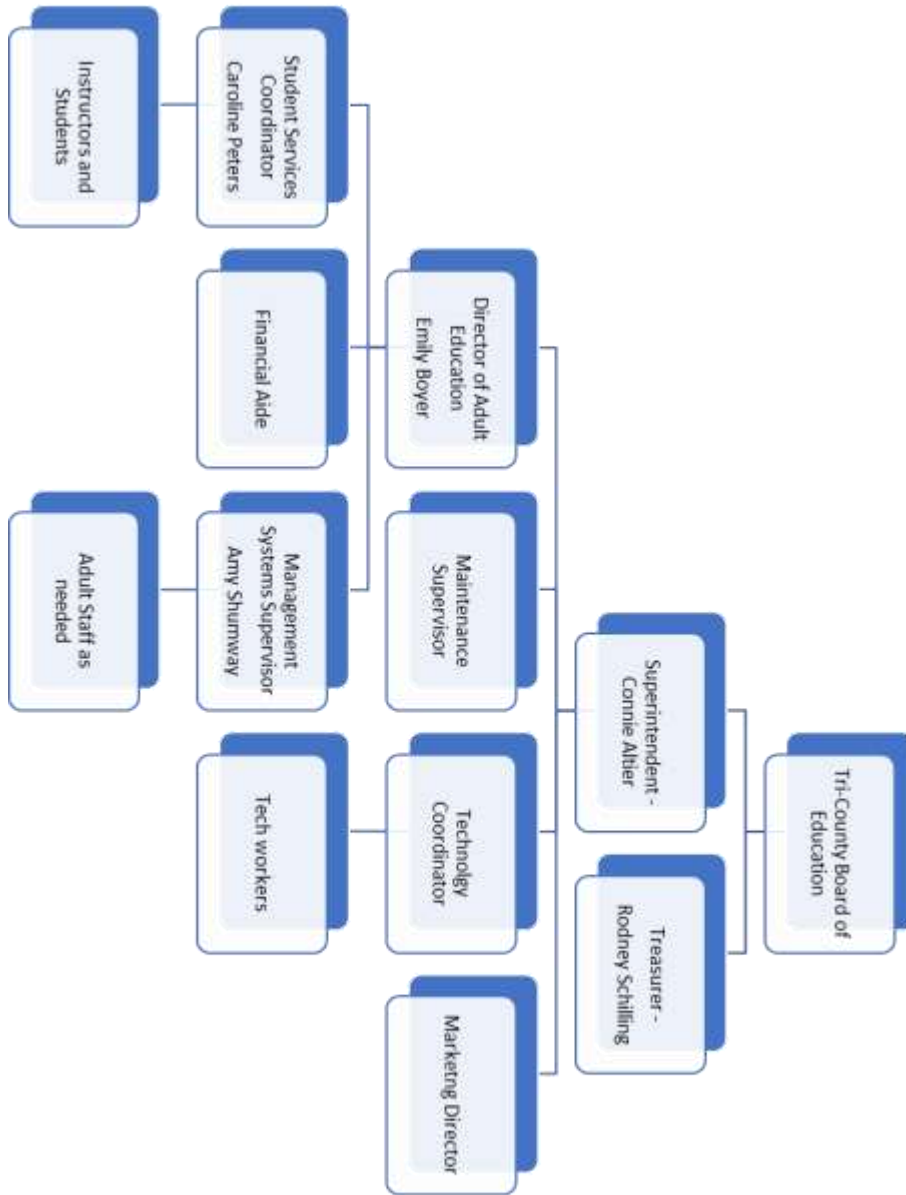 Tri-County Board of
Education
Superintendent -
Connie Altier
Treasurer -
Rodney Schilling
Director of Adult
Education
Emily Boyer
Maintenance
Supervisor
Technolgy
Coordinator
Marketng Director
Student Services
Coordinator
Caroline Peters
Financial Aide
Management
Systems Supervisor
Amy Shumway
Tech workers
Instructors and
Students
Adult Staff as
needed